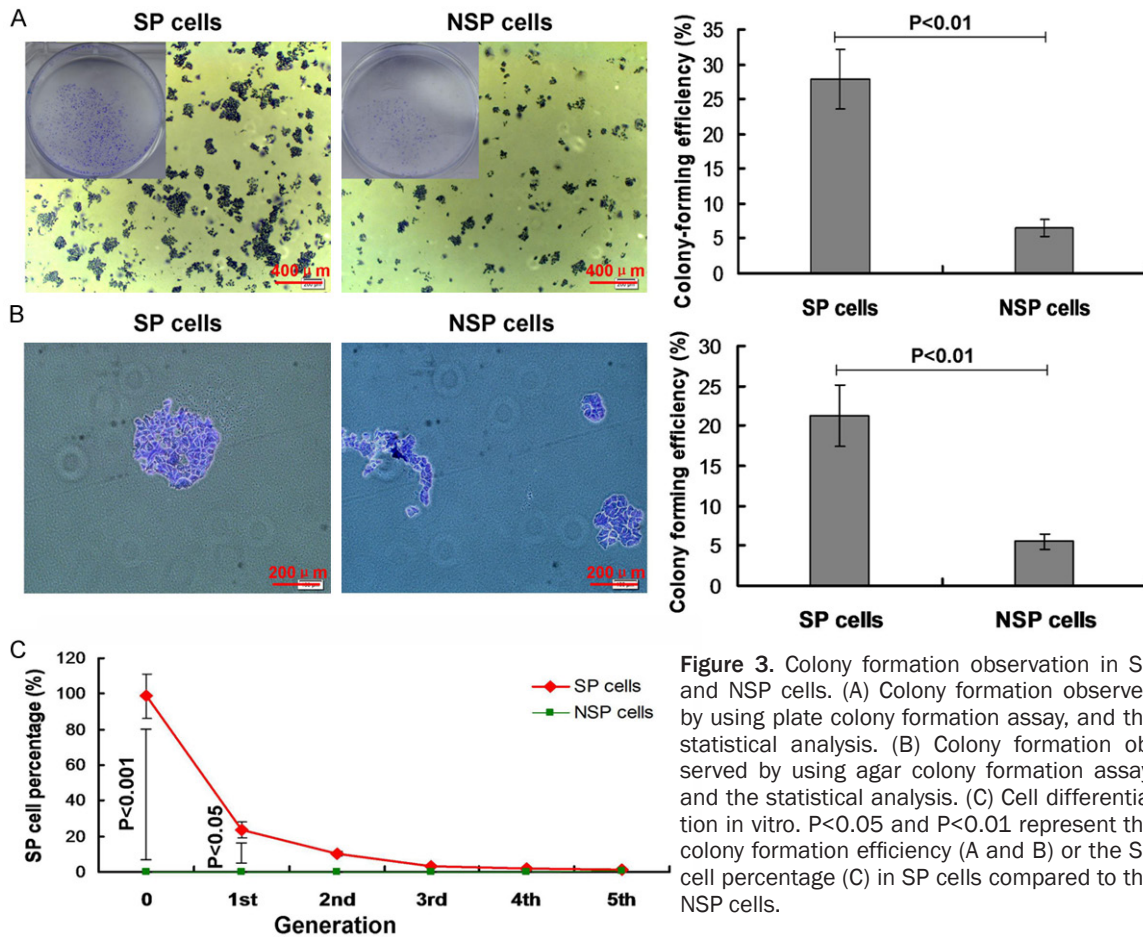 A
SP cells
NSP cells
400 μm
400 μm
Colony-forming efficiency (%)
35
30
25
20
15
10
5
0
P<0.01
SP cells
NSP cells
B
SP cells
NSP cells
200 μm
200 μm
Colony forming efficiency (%)
30
25
20
15
10
5
0
P<0.01
SP cells
NSP cells
C
SP cell percentage (%)
120
100
80
60
40
20
0
P<0.001
P<0.05
SP cells
NSP cells
0 1st 2nd 3rd 4th 5th
Generation
Figure 3. Colony formation observation in S
and NSP cells. (A) Colony formation observe
by using plate colony formation assay, and th
statistical analysis. (B) Colony formation ob
served by using agar colony formation assay
and the statistical analysis. (C) Cell differentia
tion in vitro. P<0.05 and P<0.01 represent th
colony formation efficiency (A and B) or the S
cell percentage (C) in SP cells compared to th
NSP cells.